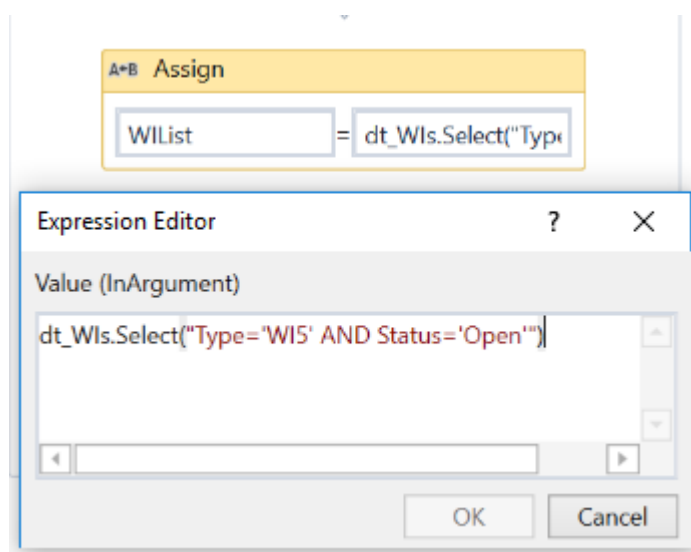 A+B Assign
WIList = dt_WIs.Select("Type
Expression Editor ? ×
Value (InArgument)
dt_WIs.Select("Type='WI5' AND Status='Open'")
OK Cancel